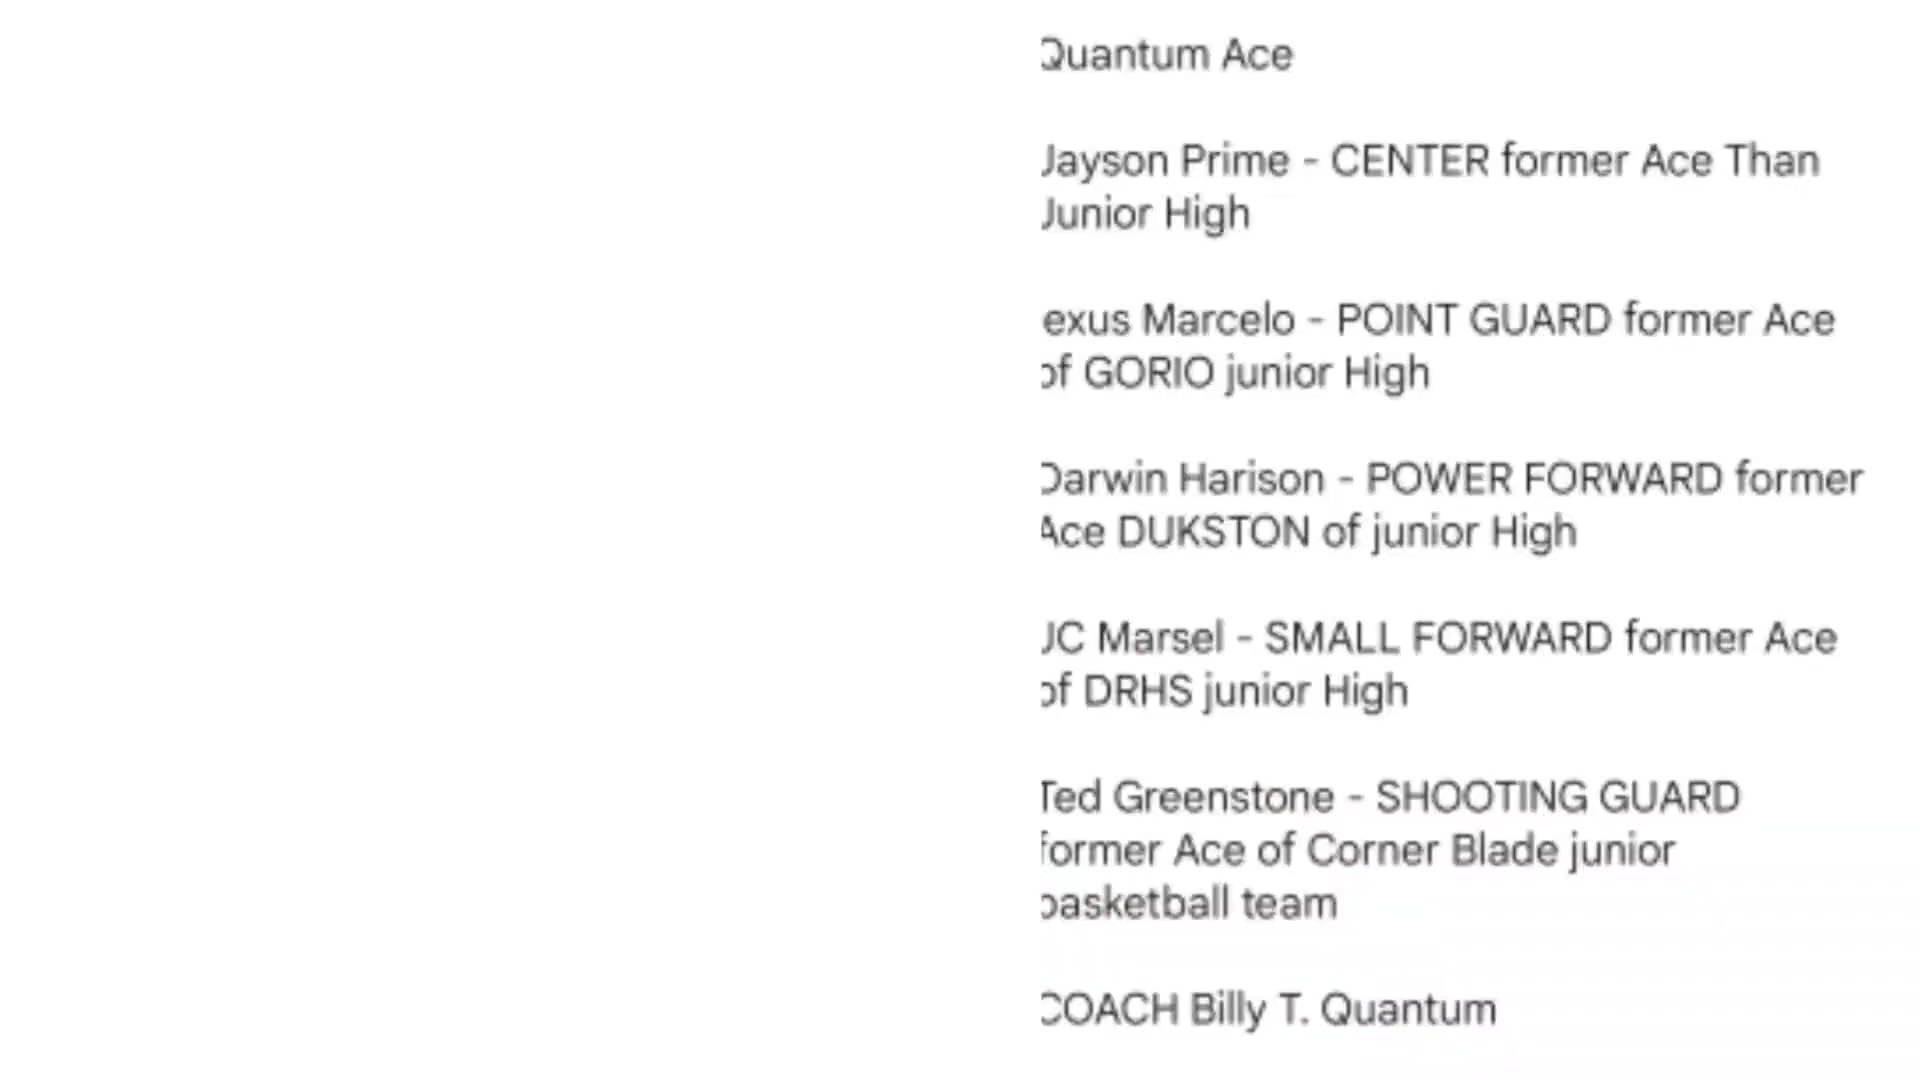 Quantum Ace
Jayson Prime - CENTER former Ace Than
Junior High
exus Marcelo - POINT GUARD former Ace
of GORIO junior High
Darwin Harison - POWER FORWARD former
Ace DUKSTON of junior High
JC Marsel - SMALL FORWARD former Ace
of DRHS junior High
Ted Greenstone - SHOOTING GUARD
former Ace of Corner Blade junior
basketball team
COACH Billy T. Quantum